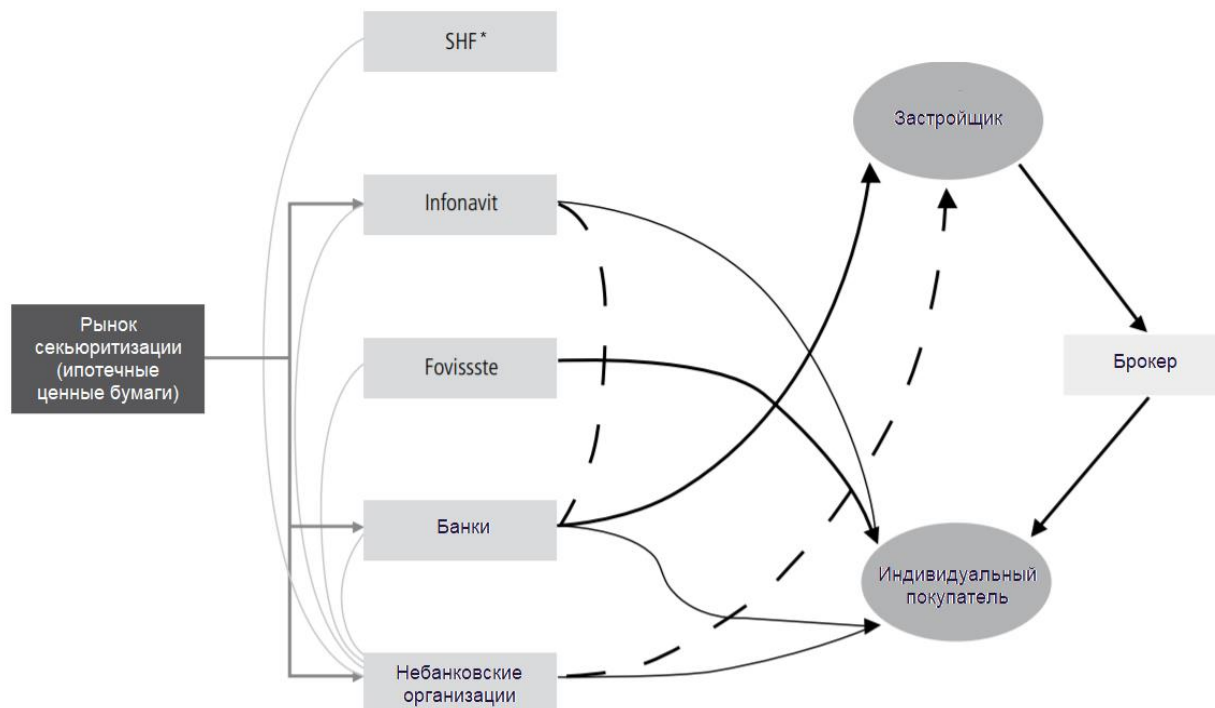 SHF*
Застройщик
Infonavit
Рынок
секьюритизации
(ипотечные
ценные бумаги)
Fovissste
Брокер
Банки
Индивидуальный
покупатель
Небанковские
организации